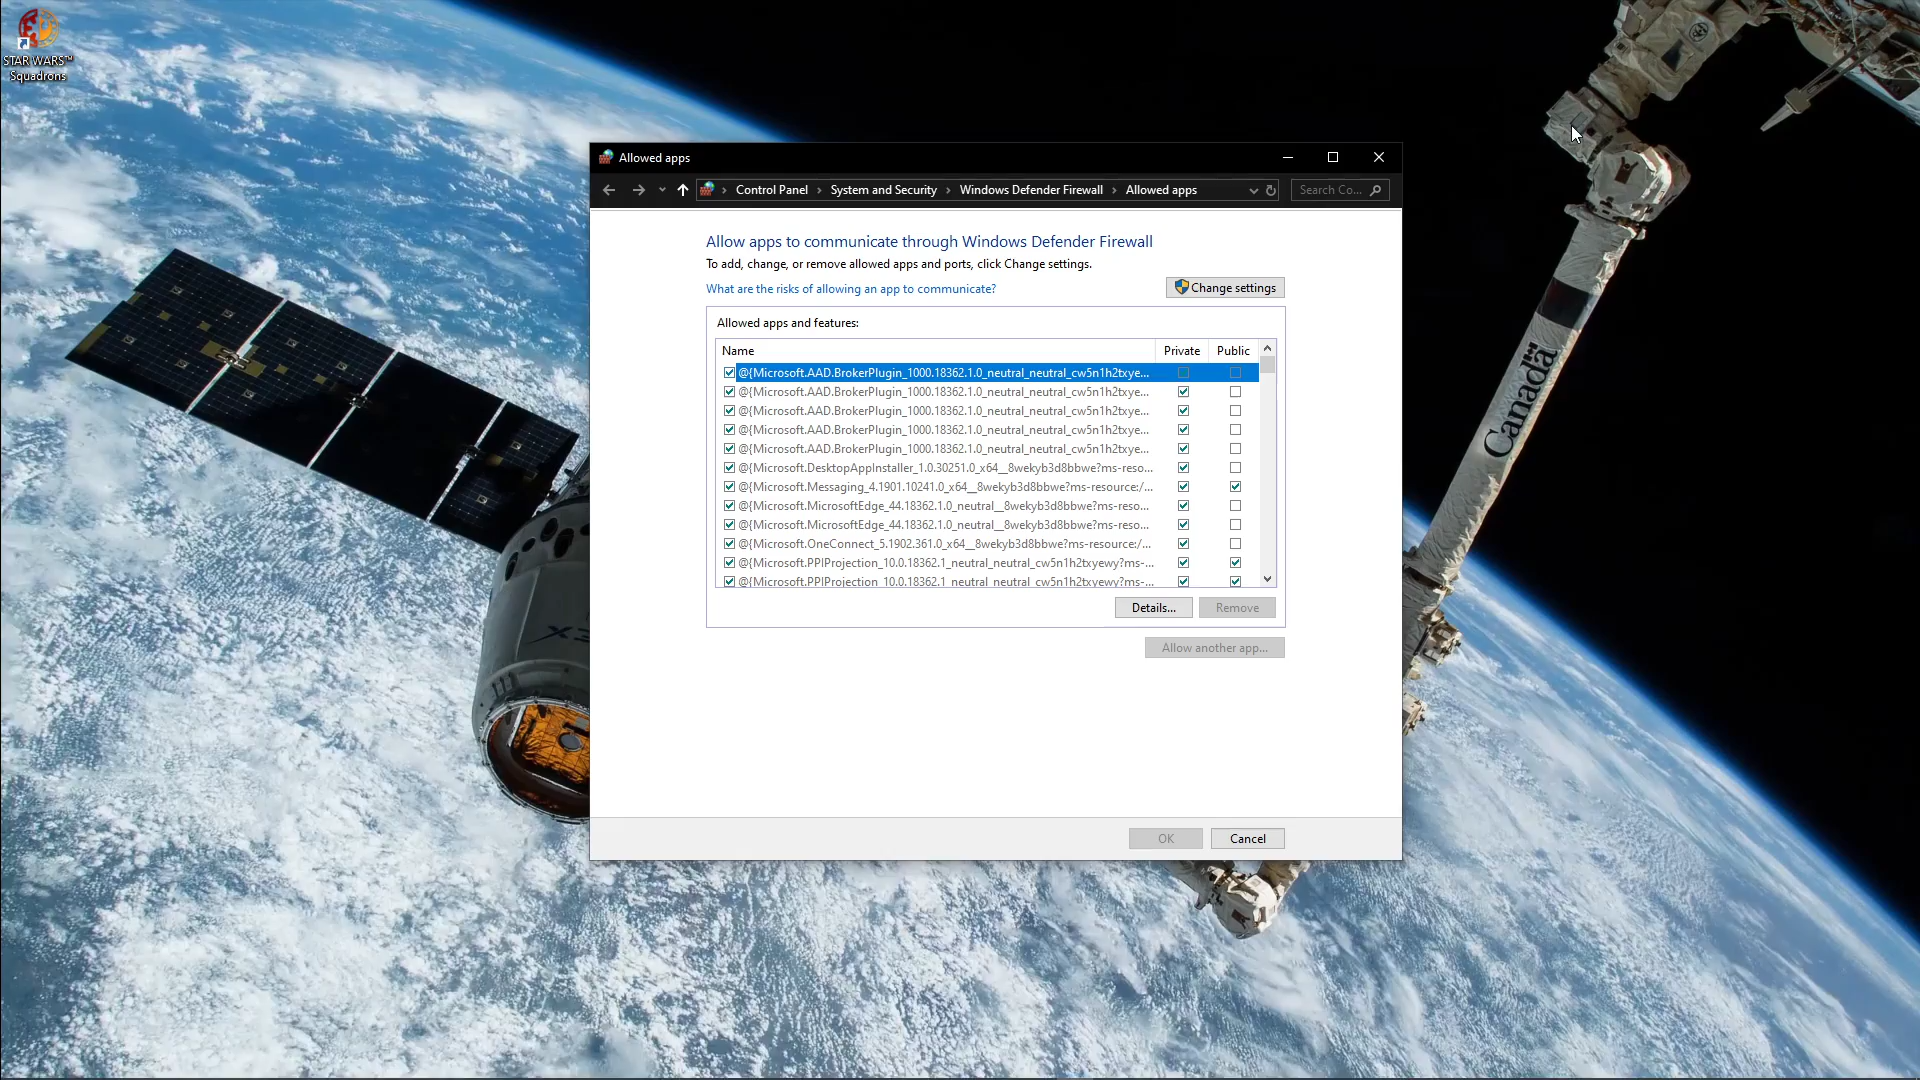 STAR WARS™
Squadrons
Allowed apps
Control Panel › System and Security › Windows Defender Firewall › Allowed apps
Search Co...
Allow apps to communicate through Windows Defender Firewall
To add, change, or remove allowed apps and ports, click Change settings.
What are the risks of allowing an app to communicate?
Change settings
Allowed apps and features:
Name Private Public
@{Microsoft.AAD.BrokerPlugin_1000.18362.1.0_neutral_neutral_cw5n1h2txye...
@{Microsoft.AAD.BrokerPlugin_1000.18362.1.0_neutral_neutral_cw5n1h2txye...
@{Microsoft.AAD.BrokerPlugin_1000.18362.1.0_neutral_neutral_cw5n1h2txye...
@{Microsoft.AAD.BrokerPlugin_1000.18362.1.0_neutral_neutral_cw5n1h2txye...
@{Microsoft.AAD.BrokerPlugin_1000.18362.1.0_neutral_neutral_cw5n1h2txye...
@{Microsoft.DesktopAppInstaller_1.0.30251.0_x64__8wekyb3d8bbwe?ms-reso...
@{Microsoft.Messaging_4.1901.10241.0_x64__8wekyb3d8bbwe?ms-resource:/...
@{Microsoft.MicrosoftEdge_44.18362.1.0_neutral__8wekyb3d8bbwe?ms-reso...
@{Microsoft.MicrosoftEdge_44.18362.1.0_neutral__8wekyb3d8bbwe?ms-reso...
@{Microsoft.OneConnect_5.1902.361.0_x64__8wekyb3d8bbwe?ms-resource:/...
@{Microsoft.PPIProjection_10.0.18362.1_neutral_neutral_cw5n1h2txyewy?ms-...
@{Microsoft.PPIProjection_10.0.18362.1_neutral_neutral_cw5n1h2txyewy?ms-...
Details...
Remove
Allow another app...
OK
Cancel
Canada